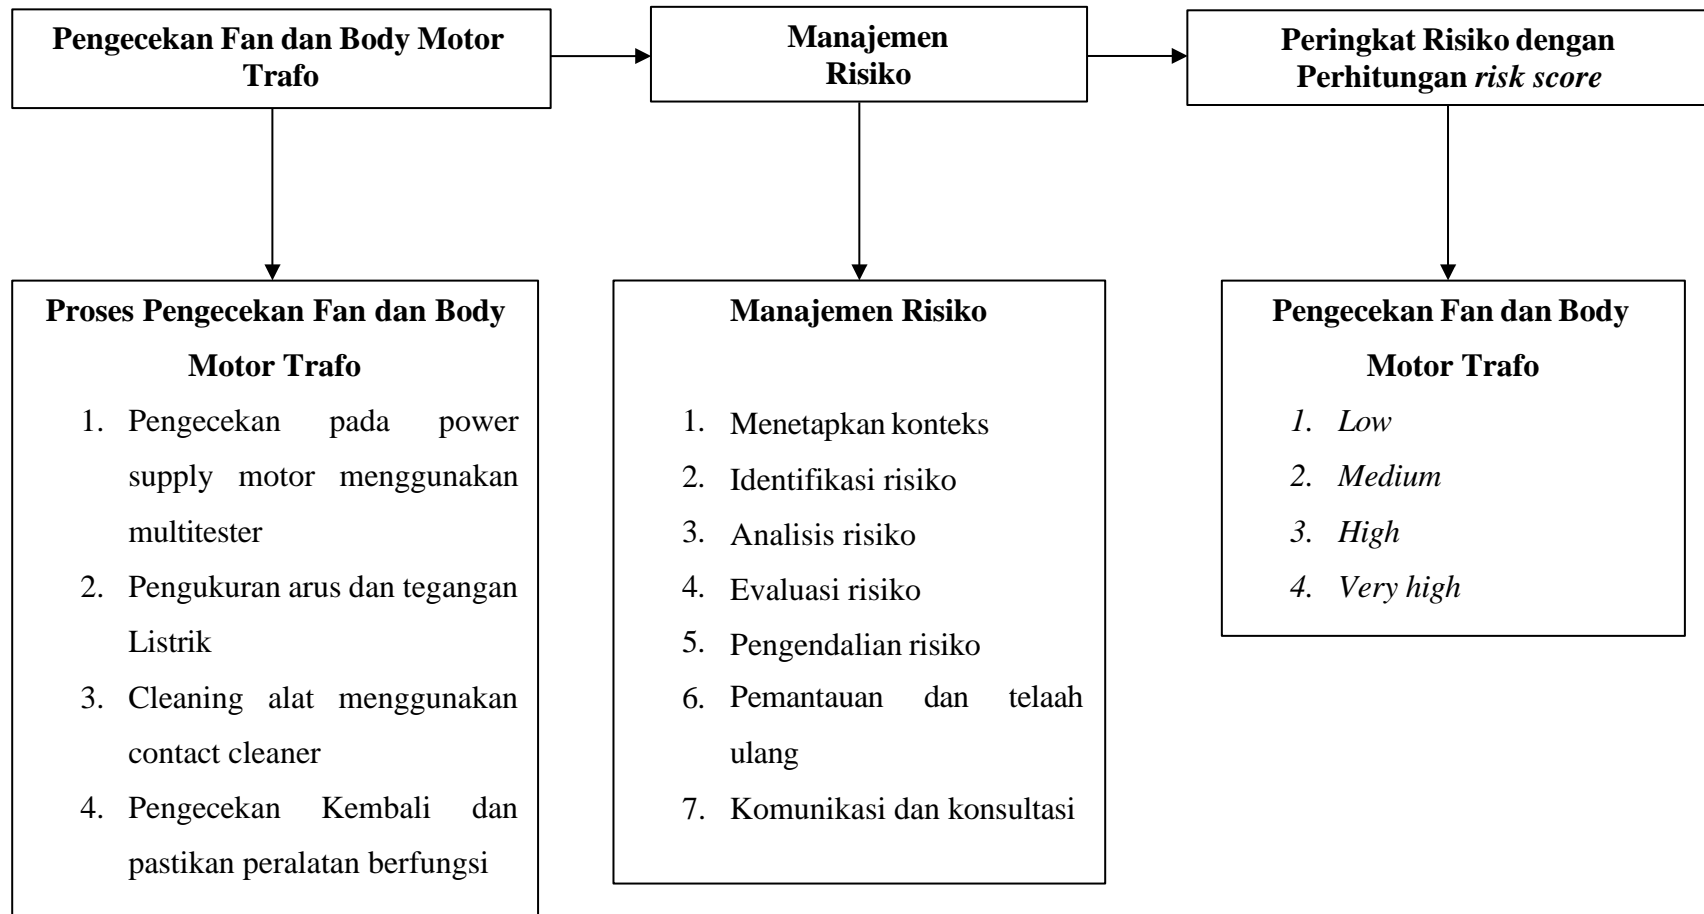 Pengecekan Fan dan Body Motor
Trafo
Manajemen
Risiko
Peringkat Risiko dengan
Perhitungan risk score
Proses Pengecekan Fan dan Body
Motor Trafo
1. Pengecekan pada power
supply motor menggunakan
multitester
2. Pengukuran arus dan tegangan
Listrik
3. Cleaning alat menggunakan
contact cleaner
4. Pengecekan Kembali dan
pastikan peralatan berfungsi
Manajemen Risiko
1. Menetapkan konteks
2. Identifikasi risiko
3. Analisis risiko
4. Evaluasi risiko
5. Pengendalian risiko
6. Pemantauan dan telaah
ulang
7. Komunikasi dan konsultasi
Pengecekan Fan dan Body
Motor Trafo
1. Low
2. Medium
3. High
4. Very high